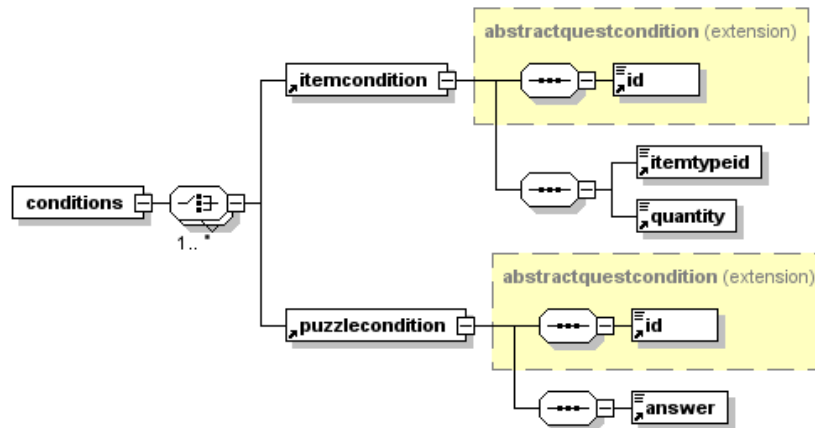 abstractquestcondition (extension)
itemcondition
id
itemtypeid
conditions
quantity
1.. *
abstractquestcondition (extension)
puzzlecondition
id
answer